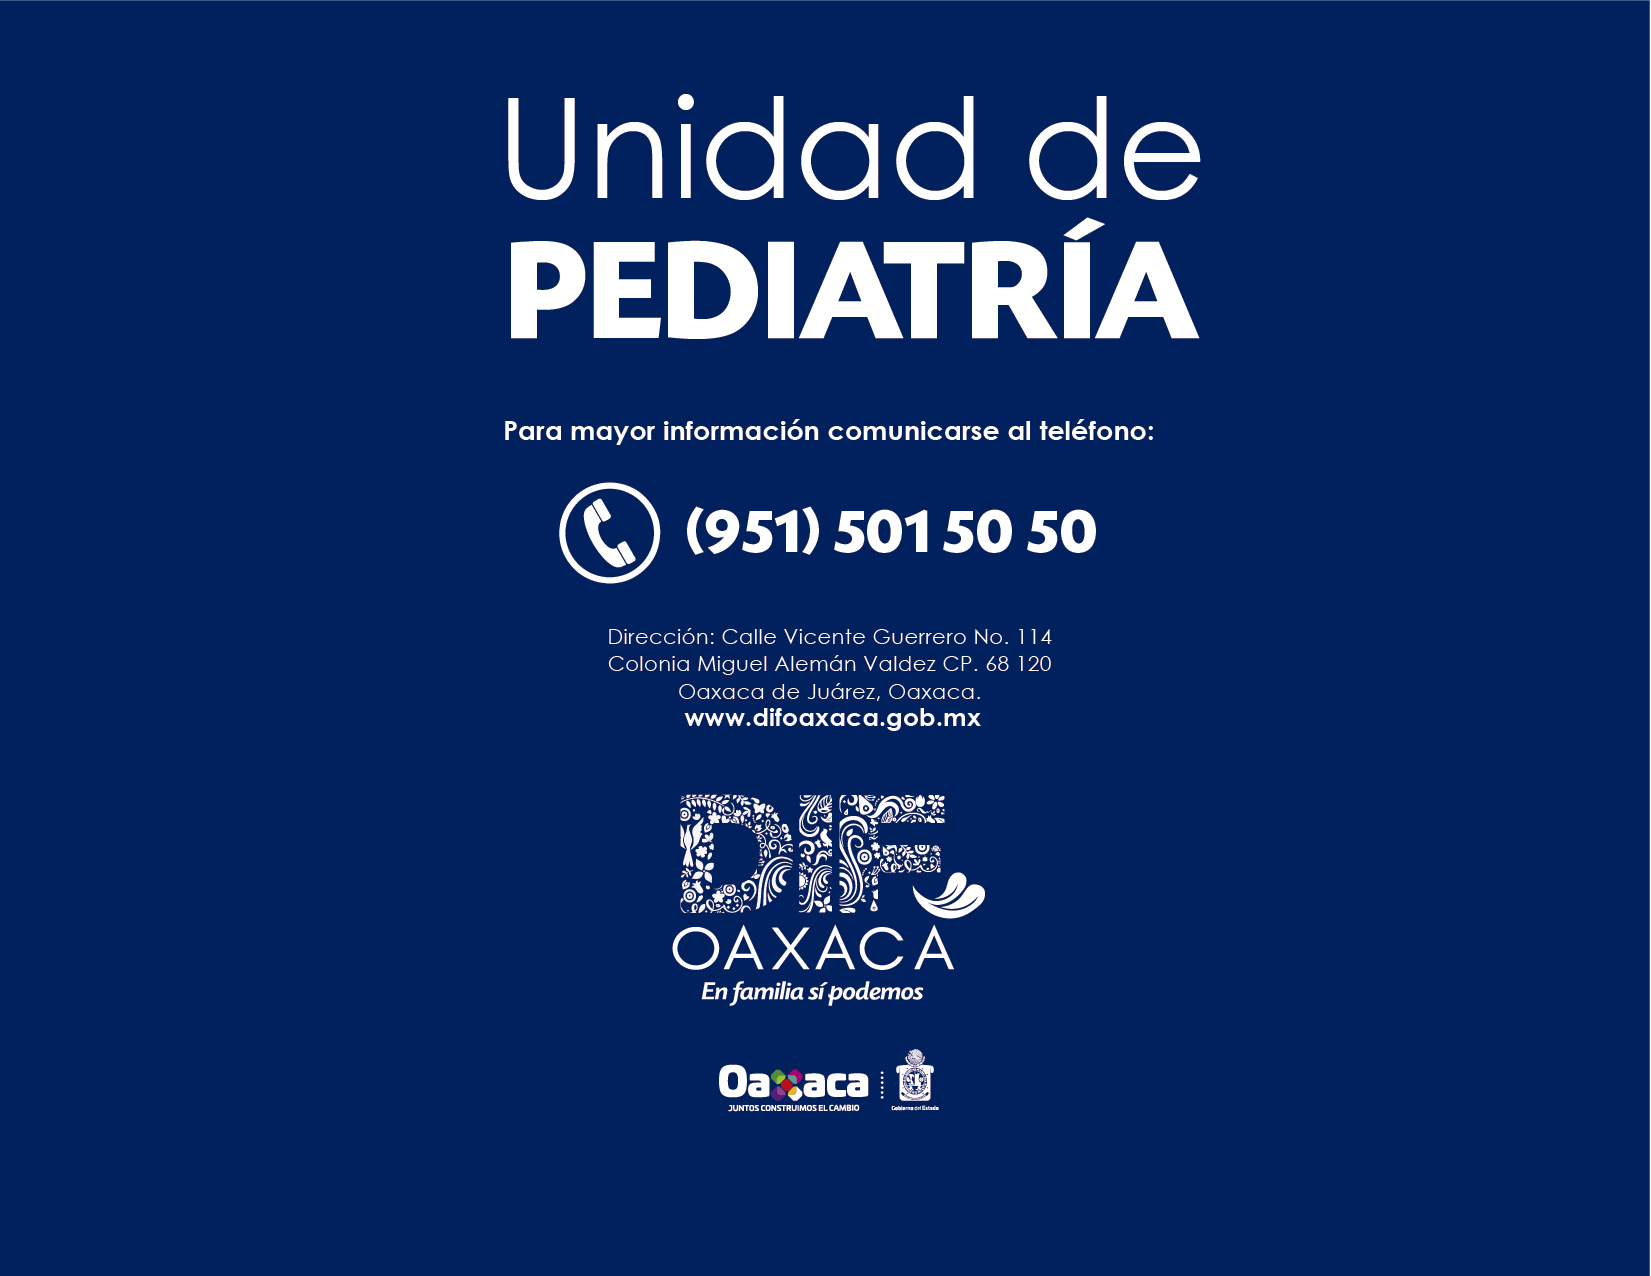 Unidad de
PEDIATRÍA
Para mayor información comunicarse al teléfono:
(951) 501 50 50
Dirección: Calle Vicente Guerrero No. 114
Colonia Miguel Alemán Valdez CP. 68 120
Oaxaca de Juárez, Oaxaca.
www.difoaxaca.gob.mx
DIF
OAXACA
En familia sí podemos
Oaxaca
JUNTOS CONSTRUIMOS EL CAMBIO
Gobierno del Estado